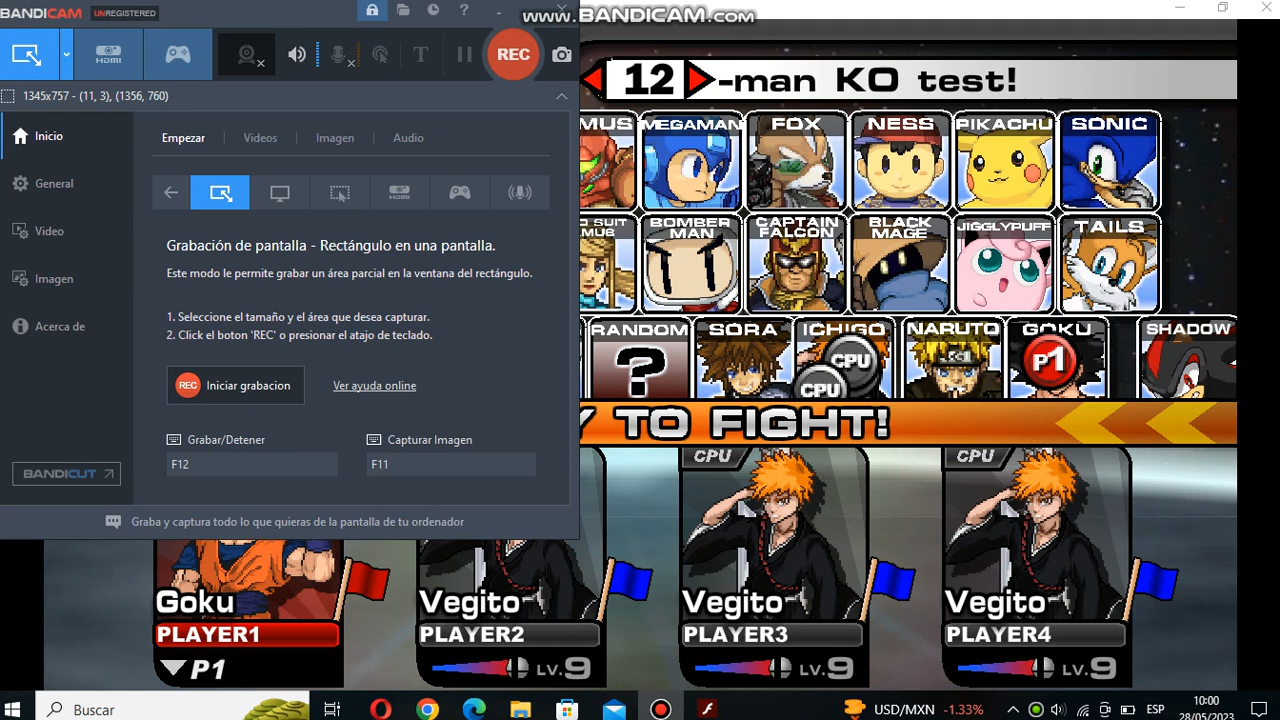 BANDICAM UNREGISTERED
www.BANDICAM.com
HDMI
REC
1345x757 - (11, 3), (1356, 760)
Inicio
General
Video
Imagen
Acerca de
BANDICUT
Empezar
Videos
Imagen
Audio
HDMI
Grabación de pantalla - Rectángulo en una pantalla.
Este modo le permite grabar un área parcial en la ventana del rectángulo.
1. Seleccione el tamaño y el área que desea capturar.
2. Click el boton 'REC' o presionar el atajo de teclado.
REC Iniciar grabacion
Ver ayuda online
Grabar/Detener
Capturar Imagen
F12
F11
Graba y captura todo lo que quieras de la pantalla de tu ordenador
12 -man KO test!
MUS MEGAMAN FOX NESS PIKACHU SONIC
O SUIT
MUS
BOMBER
MAN
CAPTAIN
FALCON
BLACK
MAGE
JIGGLYPUFF
TAILS
RANDOM SORA ICHIGO NARUTO GOKU SHADOW
?
CPU
CPU
P1
Y TO FIGHT!
CPU
CPU
Goku
PLAYER1
P1
Vegito
PLAYER2
LV.9
Vegito
PLAYER3
LV.9
Vegito
PLAYER4
LV.9
Buscar
USD/MXN -1.33%
ESP
10:00
28/05/2023